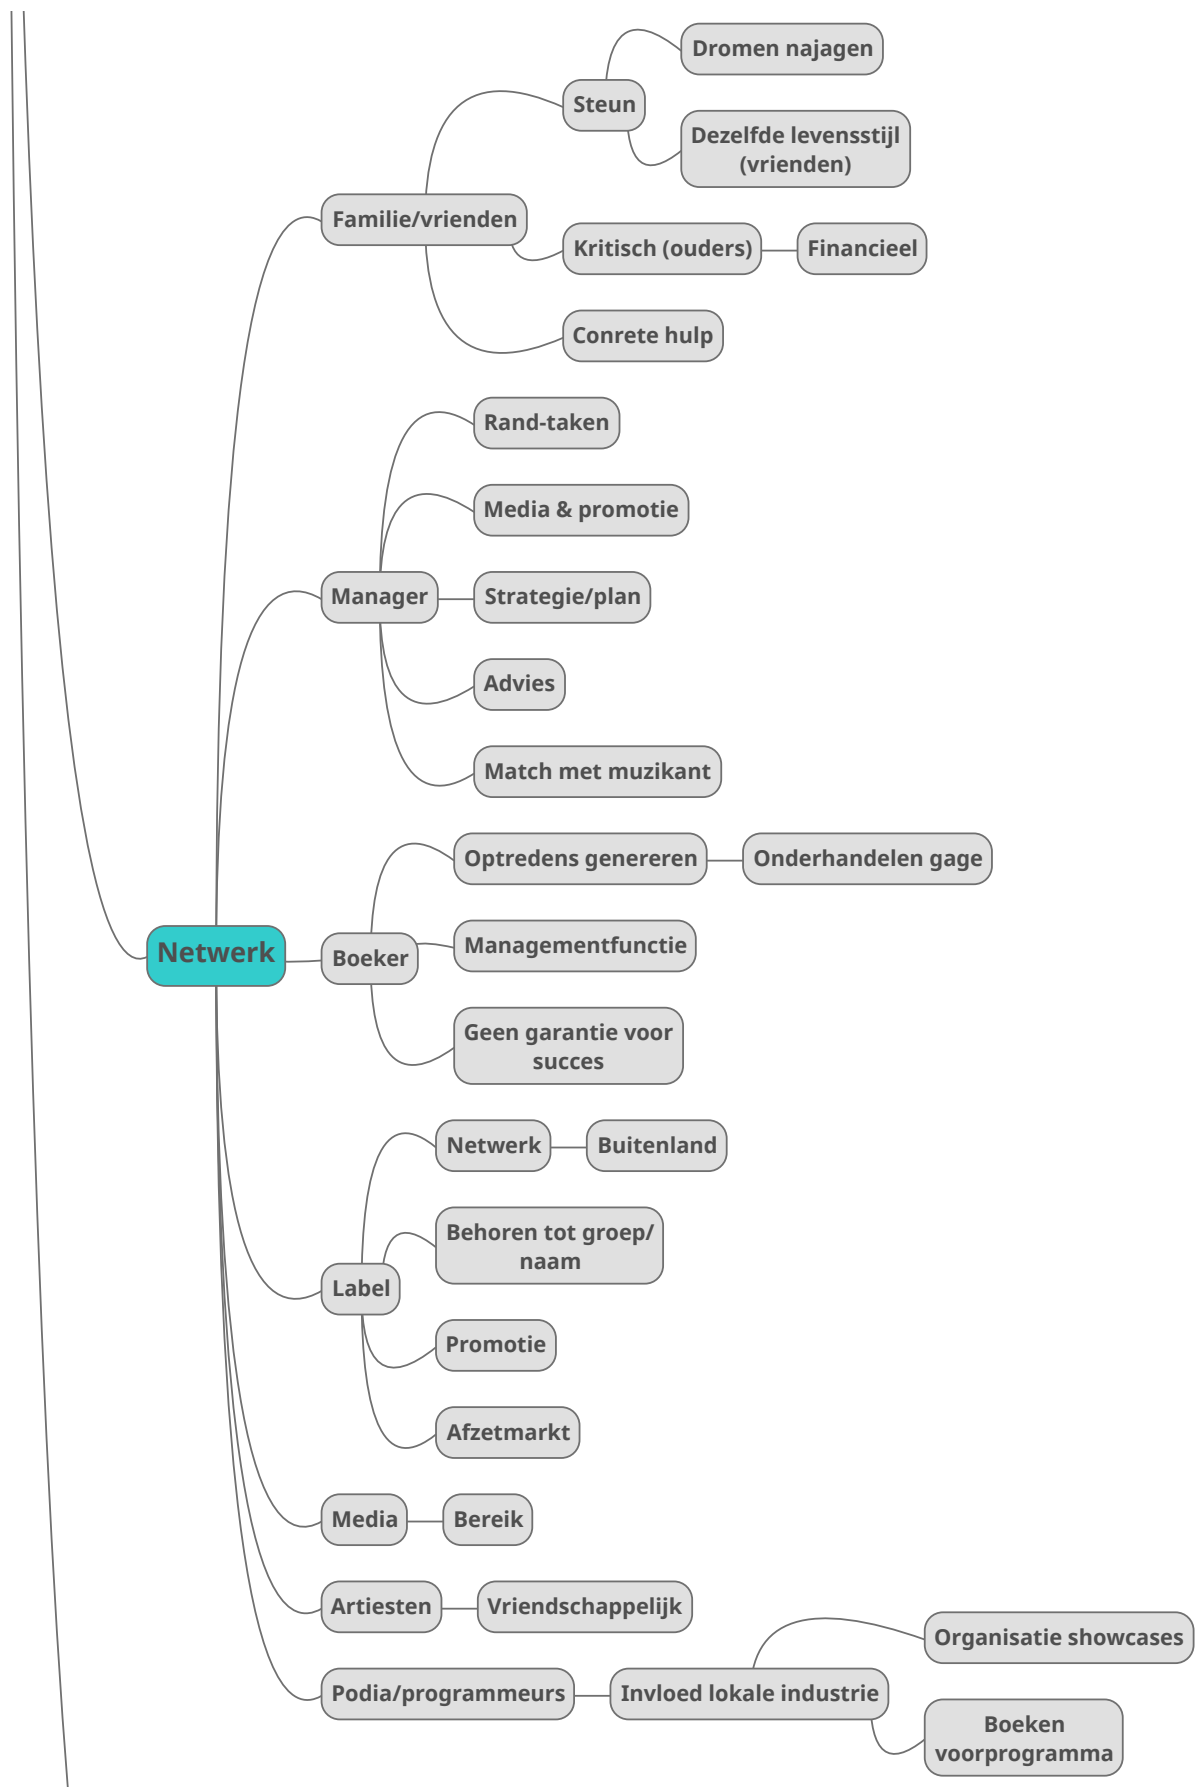 Dromen najagen
Steun
Dezelfde levensstijl
(vrienden)
Familie/vrienden
Kritisch (ouders)
Financieel
Conrete hulp
Rand-taken
Media & promotie
Manager
Strategie/plan
Advies
Match met muzikant
Optredens genereren
Onderhandelen gage
Netwerk
Boeker
Managementfunctie
Geen garantie voor
succes
Netwerk
Buitenland
Behoren tot groep/
naam
Label
Promotie
Afzetmarkt
Media
Bereik
Artiesten
Vriendschappelijk
Organisatie showcases
Podia/programmeurs
Invloed lokale industrie
Boeken
voorprogramma